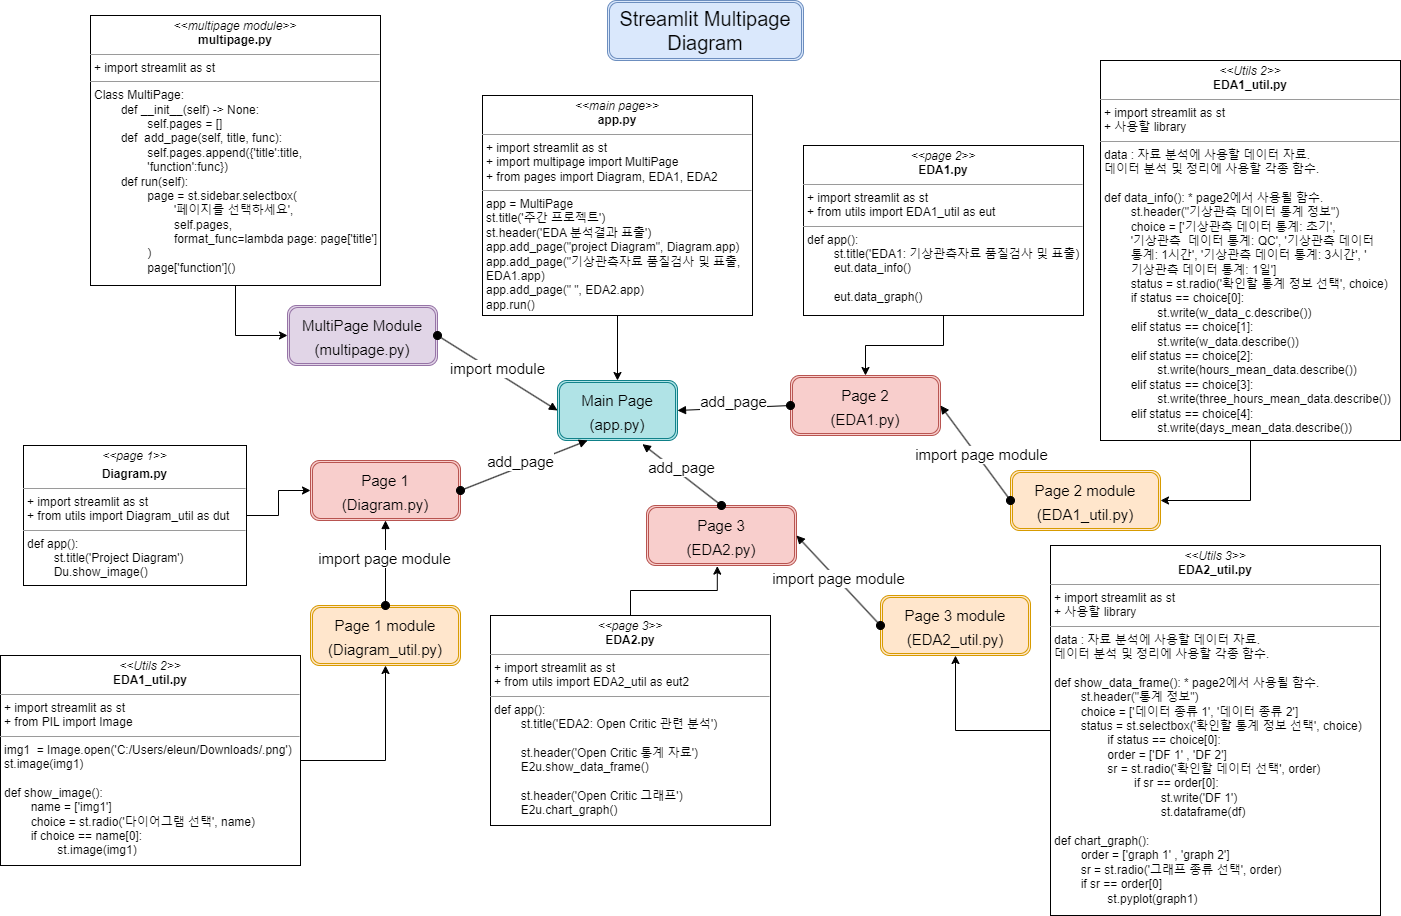 Streamlit Multipage
Diagram
<<multipage module>>
multipage.py
+ import streamlit as st
Class MultiPage:
def __init__(self) -> None:
self.pages = []
def  add_page(self, title, func):
self.pages.append({'title':title,
'function':func})
def run(self):
page = st.sidebar.selectbox(
'페이지를 선택하세요',
self.pages,
format_func=lambda page: page['title']
)
page['function']()
<<main page>>
app.py
+ import streamlit as st
+ import multipage import MultiPage
+ from pages import Diagram, EDA1, EDA2
app = MultiPage
st.title('주간 프로젝트')
st.header('EDA 분석결과 표출')
app.add_page("project Diagram", Diagram.app)
app.add_page("기상관측자료 품질검사 및 표출,
EDA1.app)
app.add_page(" ", EDA2.app)
app.run()
<<page 2>>
EDA1.py
+ import streamlit as st
+ from utils import EDA1_util as eut
def app():
st.title('EDA1: 기상관측자료 품질검사 및 표출)
eut.data_info()
eut.data_graph()
<<Utils 2>>
EDA1_util.py
+ import streamlit as st
+ 사용할 library
data : 자료 분석에 사용할 데이터 자료.
데이터 분석 및 정리에 사용할 각종 함수.
def data_info(): * page2에서 사용될 함수.
st.header("기상관측 데이터 통계 정보")
choice = ['기상관측 데이터 통계: 초기',
'기상관측  데이터 통계: QC', '기상관측 데이터
통계: 1시간', '기상관측 데이터 통계: 3시간', '
기상관측 데이터 통계: 1일']
status = st.radio('확인할 통계 정보 선택', choice)
if status == choice[0]:
st.write(w_data_c.describe())
elif status == choice[1]:
st.write(w_data.describe())
elif status == choice[2]:
st.write(hours_mean_data.describe())
elif status == choice[3]:
st.write(three_hours_mean_data.describe())
elif status == choice[4]:
st.write(days_mean_data.describe())
MultiPage Module
(multipage.py)
import module
Main Page
(app.py)
add_page
Page 2
(EDA1.py)
import page module
Page 2 module
(EDA1_util.py)
<<page 1>>
Diagram.py
+ import streamlit as st
+ from utils import Diagram_util as dut
def app():
st.title('Project Diagram')
Du.show_image()
Page 1
(Diagram.py)
add_page
import page module
Page 1 module
(Diagram_util.py)
add_page
Page 3
(EDA2.py)
import page module
Page 3 module
(EDA2_util.py)
<<Utils 2>>
EDA1_util.py
+ import streamlit as st
+ from PIL import Image
img1  = Image.open('C:/Users/eleun/Downloads/.png')
st.image(img1)
def show_image():
name = ['img1']
choice = st.radio('다이어그램 선택', name)
if choice == name[0]:
st.image(img1)
<<page 3>>
EDA2.py
+ import streamlit as st
+ from utils import EDA2_util as eut2
def app():
st.title('EDA2: Open Critic 관련 분석')
st.header('Open Critic 통계 자료')
E2u.show_data_frame()
st.header('Open Critic 그래프')
E2u.chart_graph()
<<Utils 3>>
EDA2_util.py
+ import streamlit as st
+ 사용할 library
data : 자료 분석에 사용할 데이터 자료.
데이터 분석 및 정리에 사용할 각종 함수.
def show_data_frame(): * page2에서 사용될 함수.
st.header("통계 정보")
choice = ['데이터 종류 1', '데이터 종류 2']
status = st.selectbox('확인할 통계 정보 선택', choice)
if status == choice[0]:
order = ['DF 1' , 'DF 2']
sr = st.radio('확인할 데이터 선택', order)
if sr == order[0]:
st.write('DF 1')
st.dataframe(df)
def chart_graph():
order = ['graph 1' , 'graph 2']
sr = st.radio('그래프 종류 선택', order)
if sr == order[0]
st.pyplot(graph1)